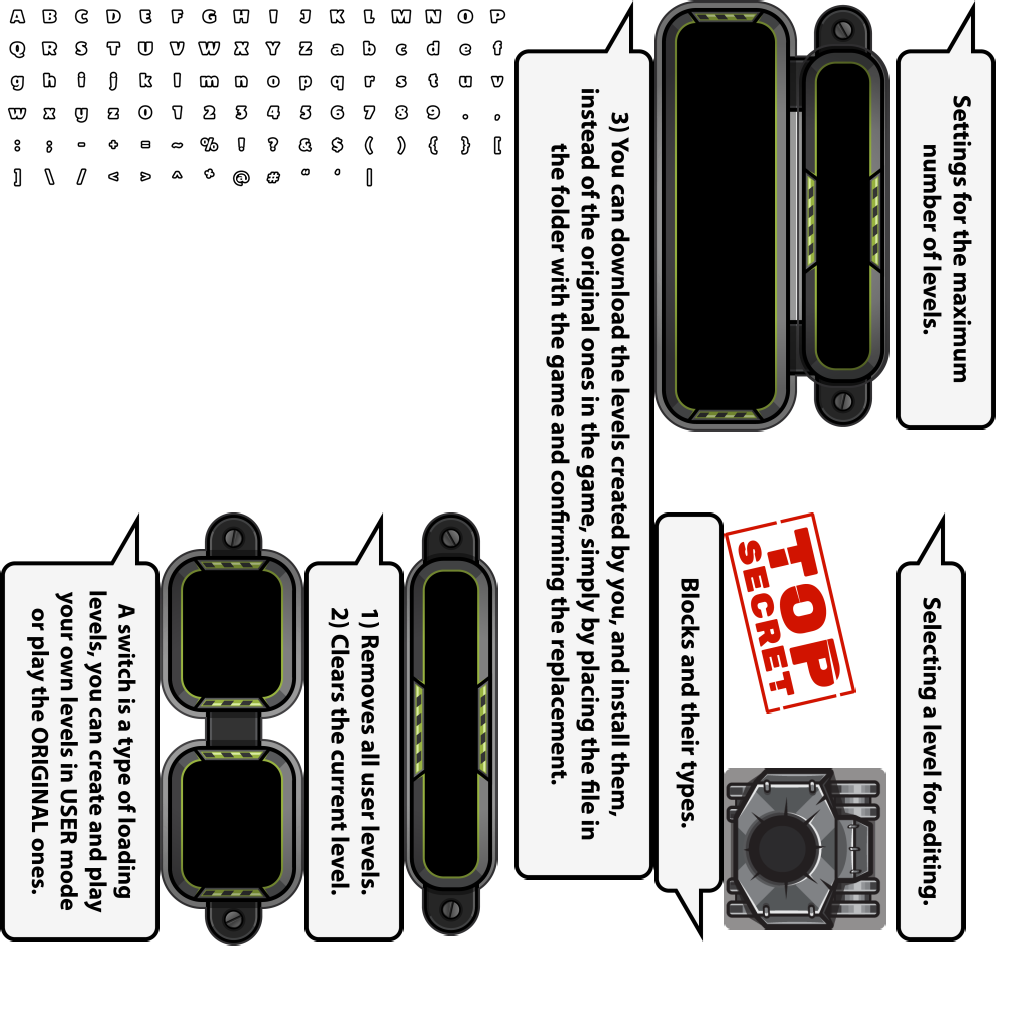 A B C D E F G H I J K L M N O P
Q R S T U V W X Y Z a b c d e f
g h i j k l m n o p q r s t u v
w x y z 0 1 2 3 4 5 6 7 8 9 . ,
: ; - + = ~ % ! ? & $ ( ) { } [
] \ / < > ^ * @ # " ' |
Settings for the maximum
number of levels.
3) You can download the levels created by you, and install them,
instead of the original ones in the game, simply by placing the file in
the folder with the game and confirming the replacement.
Selecting a level for editing.
TOP
SECRET
Blocks and their types.
1) Removes all user levels.
2) Clears the current level.
A switch is a type of loading
levels, you can create and play
your own levels in USER mode
or play the ORIGINAL ones.